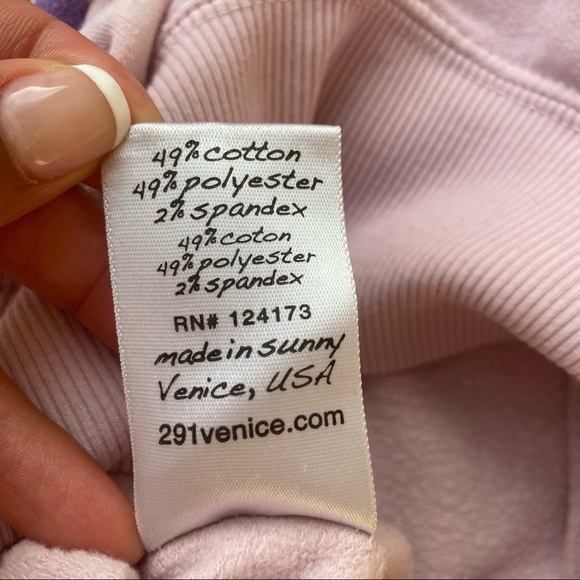 49% cotton
49% polyester
2% spandex
49% coton
49% polyester
2% spandex
RN# 124173
made in sunny
Venice, USA
291venice.com